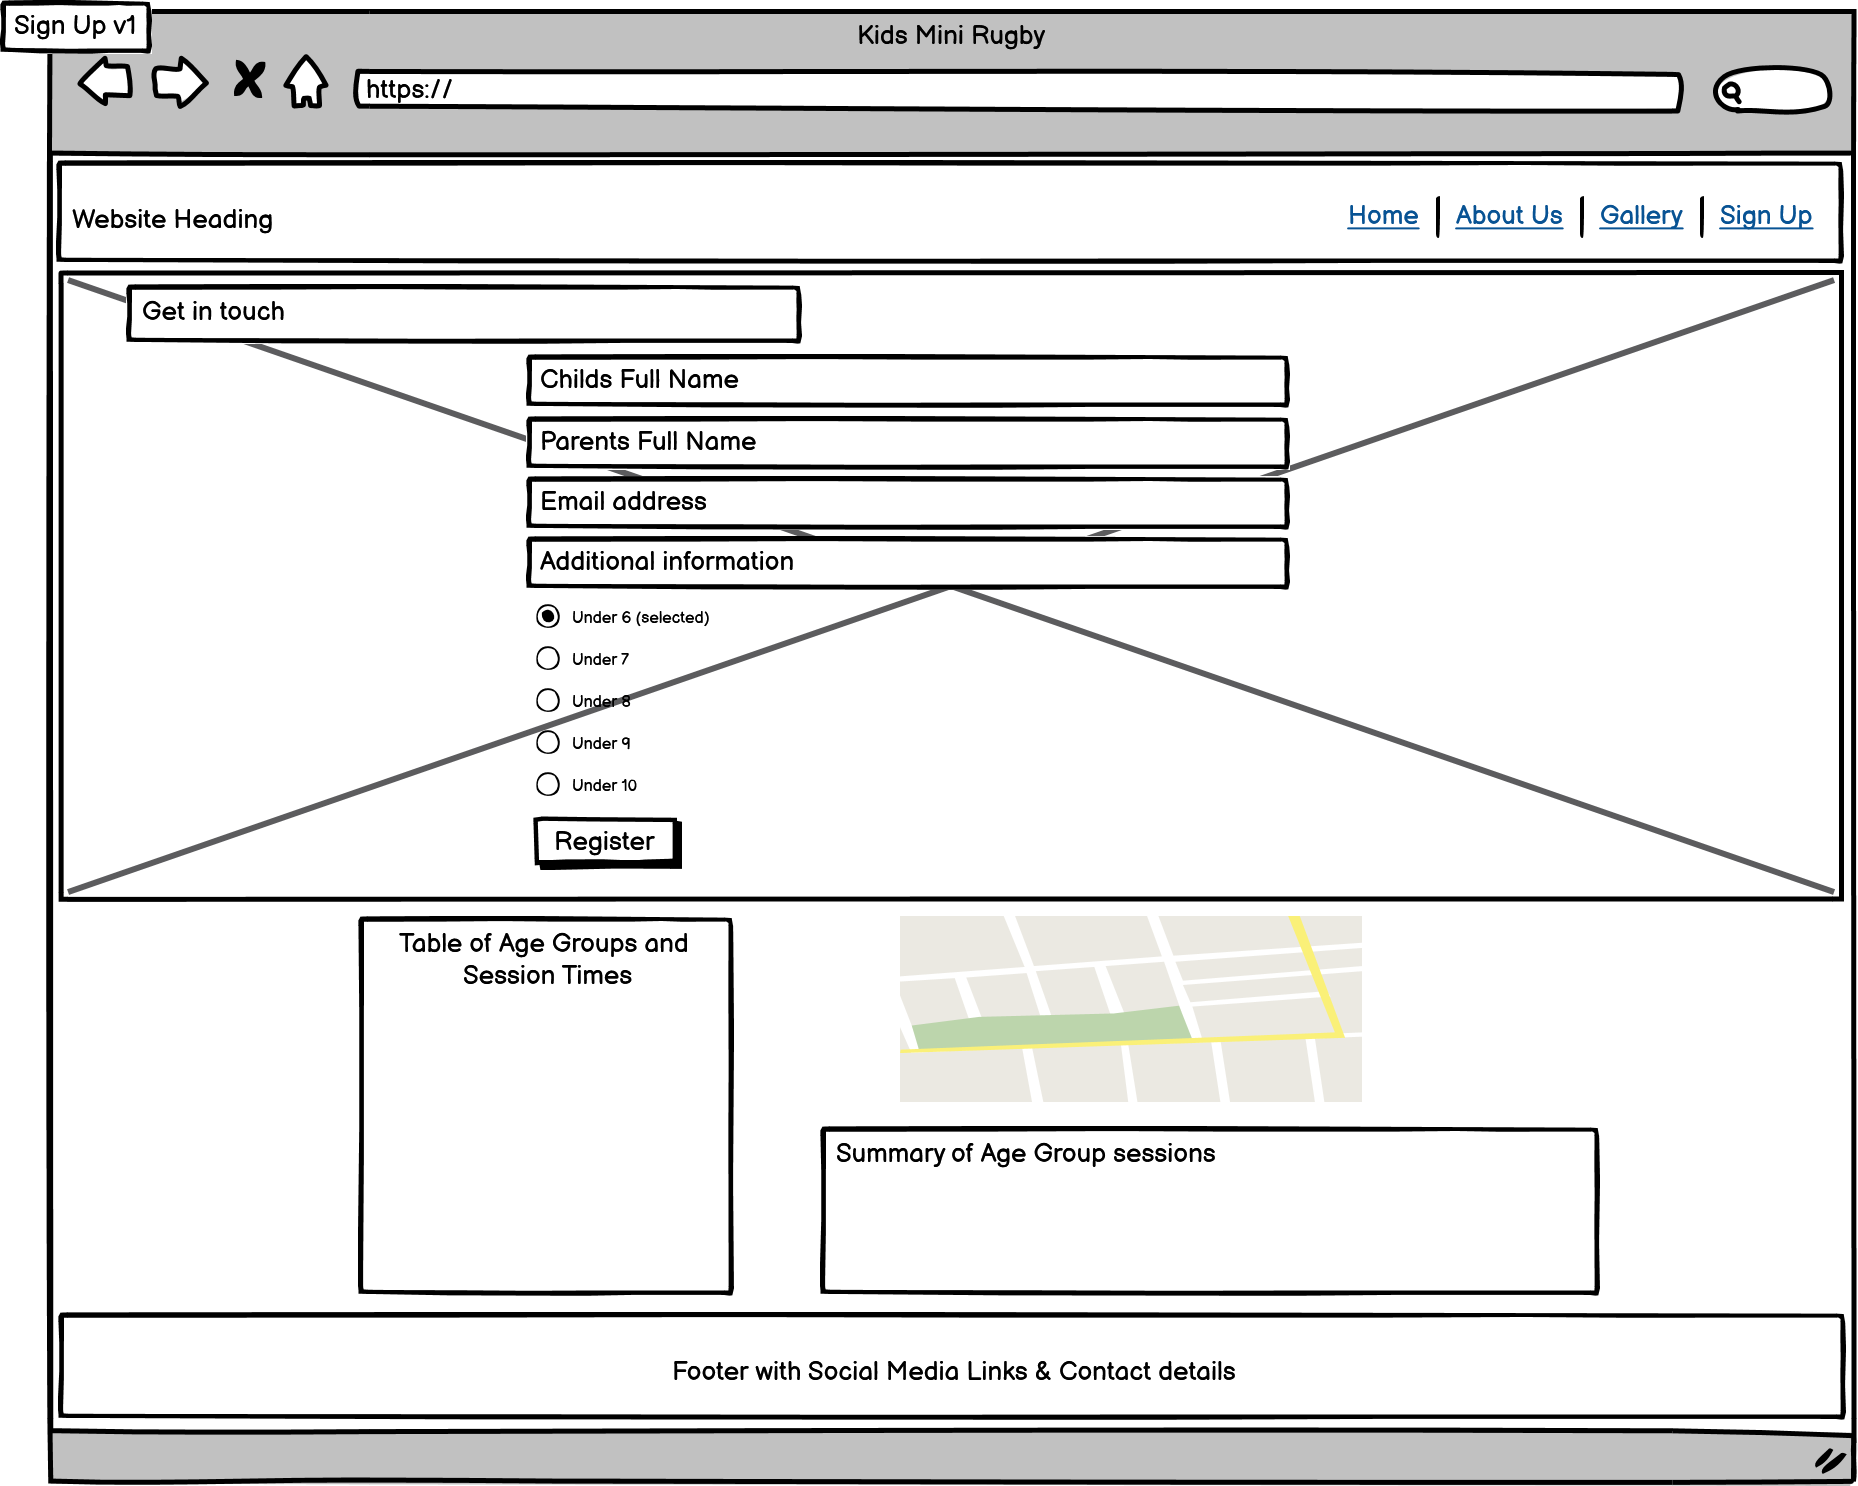 Sign Up v1
Kids Mini Rugby
https://
Website Heading
Home
About Us
Gallery
Sign Up
Get in touch
Childs Full Name
Parents Full Name
Email address
Additional information
Under 6 (selected)
Under 7
Under 8
Under 9
Under 10
Register
Table of Age Groups and
Session Times
Summary of Age Group sessions
Footer with Social Media Links & Contact details